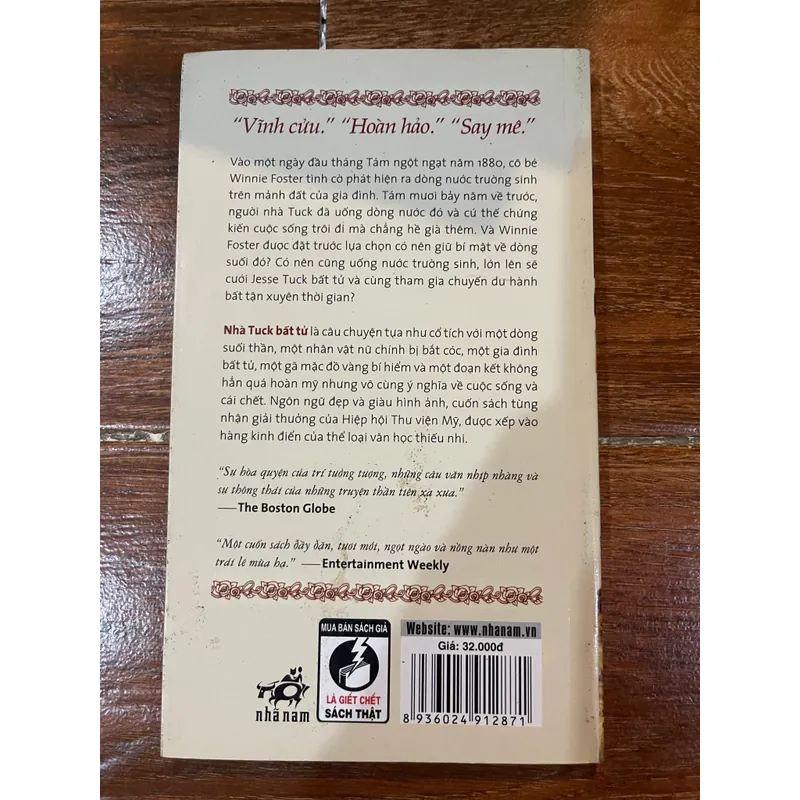 “Vĩnh cửu.” “Hoàn hảo.” “Say mê.”
Vào một ngày đầu tháng Tám ngột ngạt năm 1880, cô bé
Winnie Foster tình cờ phát hiện ra dòng nước trường sinh
trên mảnh đất của gia đình. Tám mươi bảy năm về trước,
người nhà Tuck đã uống dòng nước đó và cứ thế chứng
kiến cuộc sống trôi đi mà chẳng hề già thêm. Và Winnie
Foster được đặt trước lựa chọn có nên giữ bí mật về dòng
suối đó? Có nên cũng uống nước trường sinh, lớn lên sẽ
cưới Jesse Tuck bất tử và cùng tham gia chuyến du hành
bất tận xuyên thời gian?
Nhà Tuck bất tử là câu chuyện tựa như cổ tích với một dòng
suối thần, một nhân vật nữ chính bị bắt cóc, một gia đình
bất tử, một gã mặc đồ vàng bí hiểm và một đoạn kết không
hẳn quá hoàn mỹ nhưng vô cùng ý nghĩa về cuộc sống và
cái chết. Ngôn ngữ đẹp và giàu hình ảnh, cuốn sách từng
nhận giải thưởng của Hiệp hội Thư viện Mỹ, được xếp vào
hàng kinh điển của thể loại văn học thiếu nhi.
“Sự hòa quyện của trí tưởng tượng, những câu văn nhịp nhàng và
sự thông thái của những truyện thần tiên xa xưa.”
—The Boston Globe
“Một cuốn sách đầy đặn, tươi mới, ngọt ngào và nồng nàn như một
trái lê mùa hạ.” —Entertainment Weekly
nhã nam
MUA BÁN SÁCH GIẢ
LÀ GIẾT CHẾT
SÁCH THẬT
Website: www.nhanam.vn
Giá: 32.000đ
8 936024 912871